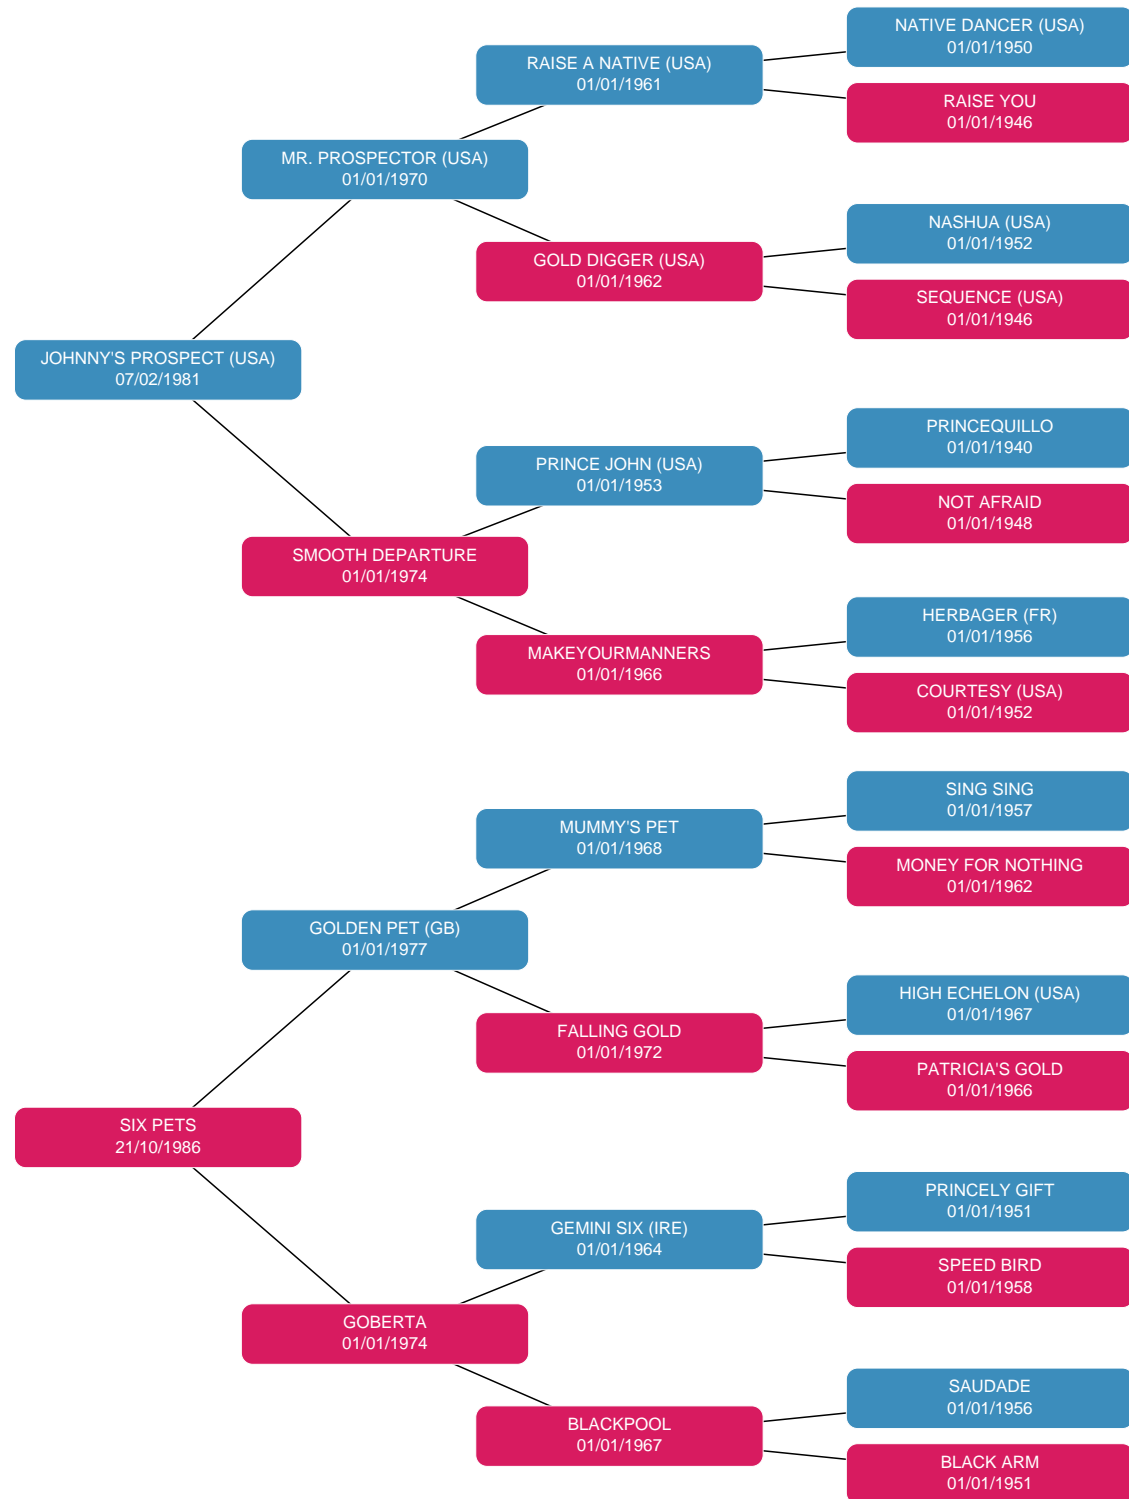 NATIVE DANCER (USA)
01/01/1950
RAISE A NATIVE (USA)
01/01/1961
RAISE YOU
01/01/1946
MR. PROSPECTOR (USA)
01/01/1970
NASHUA (USA)
01/01/1952
GOLD DIGGER (USA)
01/01/1962
SEQUENCE (USA)
01/01/1946
JOHNNY'S PROSPECT (USA)
07/02/1981
PRINCEQUILLO
01/01/1940
PRINCE JOHN (USA)
01/01/1953
NOT AFRAID
01/01/1948
SMOOTH DEPARTURE
01/01/1974
HERBAGER (FR)
01/01/1956
MAKEYOURMANNERS
01/01/1966
COURTESY (USA)
01/01/1952
SING SING
01/01/1957
MUMMY'S PET
01/01/1968
MONEY FOR NOTHING
01/01/1962
GOLDEN PET (GB)
01/01/1977
HIGH ECHELON (USA)
01/01/1967
FALLING GOLD
01/01/1972
PATRICIA'S GOLD
01/01/1966
SIX PETS
21/10/1986
PRINCELY GIFT
01/01/1951
GEMINI SIX (IRE)
01/01/1964
SPEED BIRD
01/01/1958
GOBERTA
01/01/1974
SAUDADE
01/01/1956
BLACKPOOL
01/01/1967
BLACK ARM
01/01/1951